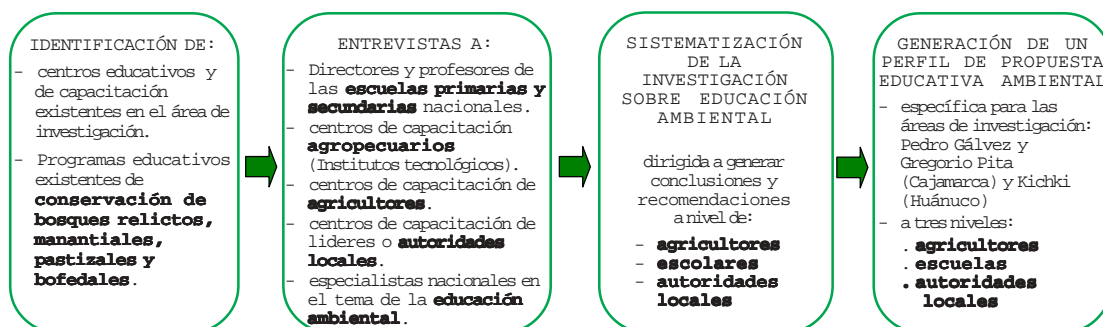 IDENTIFICACIÓN DE:
– centros educativos y
de capacitación
existentes en el área de
investigación.
– Programas educativos
existentes de
conservación de
bosques relictos,
manantiales,
pastizales y
bofedales.
ENTREVISTAS A:
– Directores y profesores de
las escuelas primarias y
secundarias nacionales.
– centros de capacitación
agropecuarios
(Institutos tecnológicos).
– centros de capacitación de
agricultores.
– centros de capacitación de
lideres o autoridades
locales.
– especialistas nacionales en
el tema de la educación
ambiental.
SISTEMATIZACIÓN
DE LA
INVESTIGACIÓN
SOBRE EDUCACIÓN
AMBIENTAL
dirigida a generar
conclusiones y
recomendaciones
a nivel de:
– agricultores
– escolares
– autoridades
locales
GENERACIÓN DE UN
PERFIL DE PROPUESTA
EDUCATIVA AMBIENTAL
– específica para las
áreas de investigación:
Pedro Gálvez y
Gregorio Pita
(Cajamarca) y Kichki
(Huánuco)
– a tres niveles:
. agricultores
. escuelas
. autoridades
locales